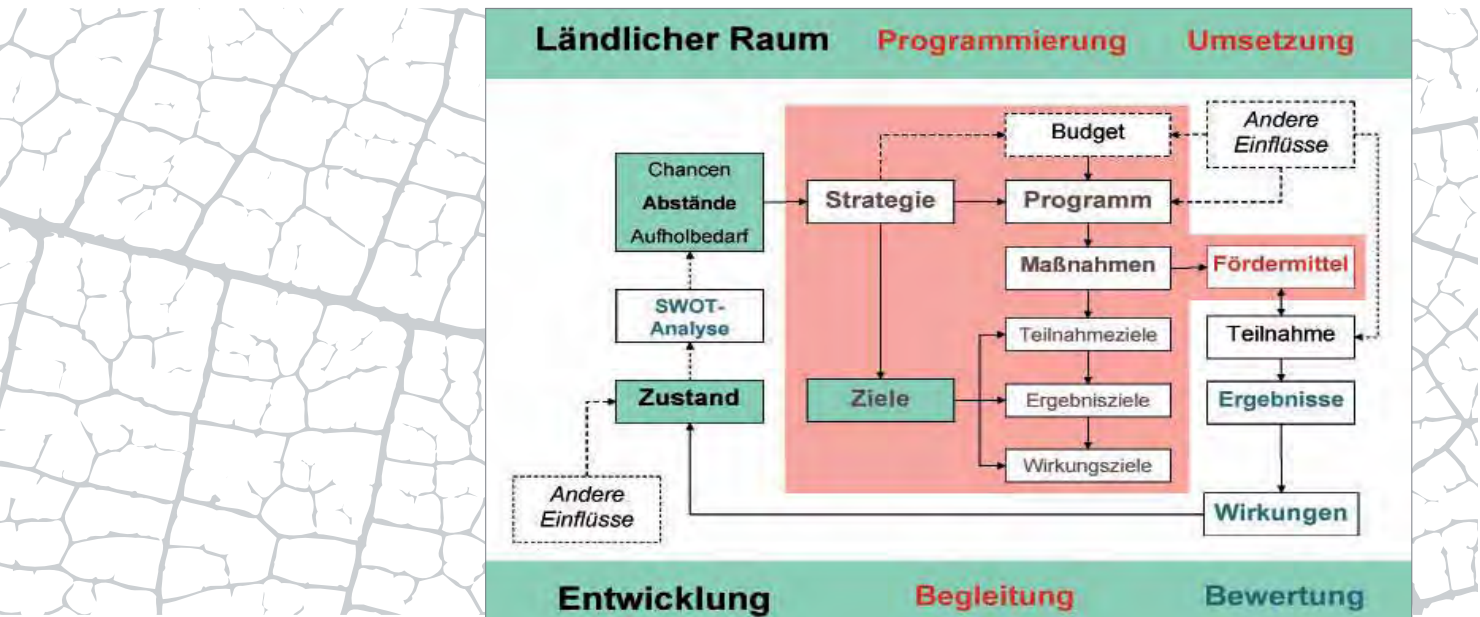 Ländlicher Raum Programmierung Umsetzung
Budget
Andere
Einflüsse
Chancen
Abstände
Aufholbedarf
Strategie
Programm
Maßnahmen
Fördermittel
SWOT-
Analyse
Teilnahmeziele
Teilnahme
Zustand
Ziele
Ergebnisziele
Ergebnisse
Wirkungsziele
Andere
Einflüsse
Wirkungen
Entwicklung Begleitung Bewertung